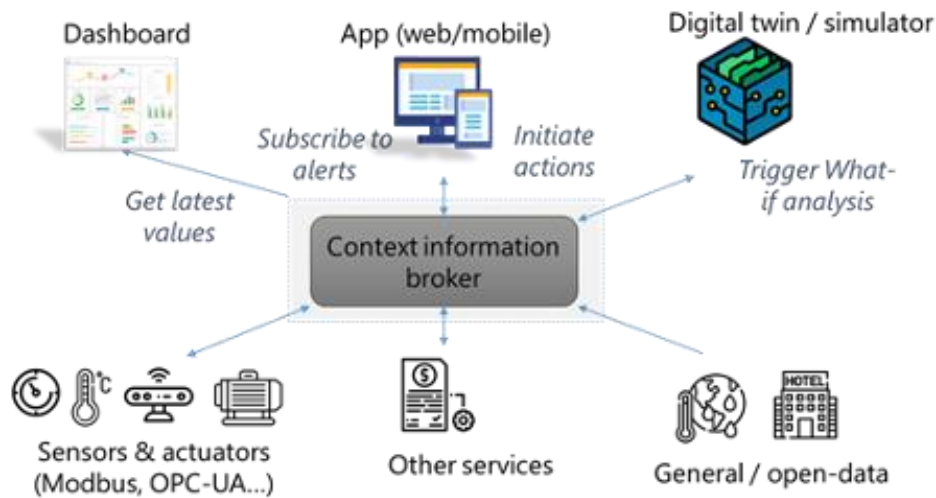 Dashboard
App (web/mobile)
Digital twin / simulator
Subscribe to
alerts
Initiate
actions
Get latest
values
Trigger What-
if analysis
Context information
broker
°C
$
HOTEL
Sensors & actuators
(Modbus, OPC-UA...)
Other services
General / open-data